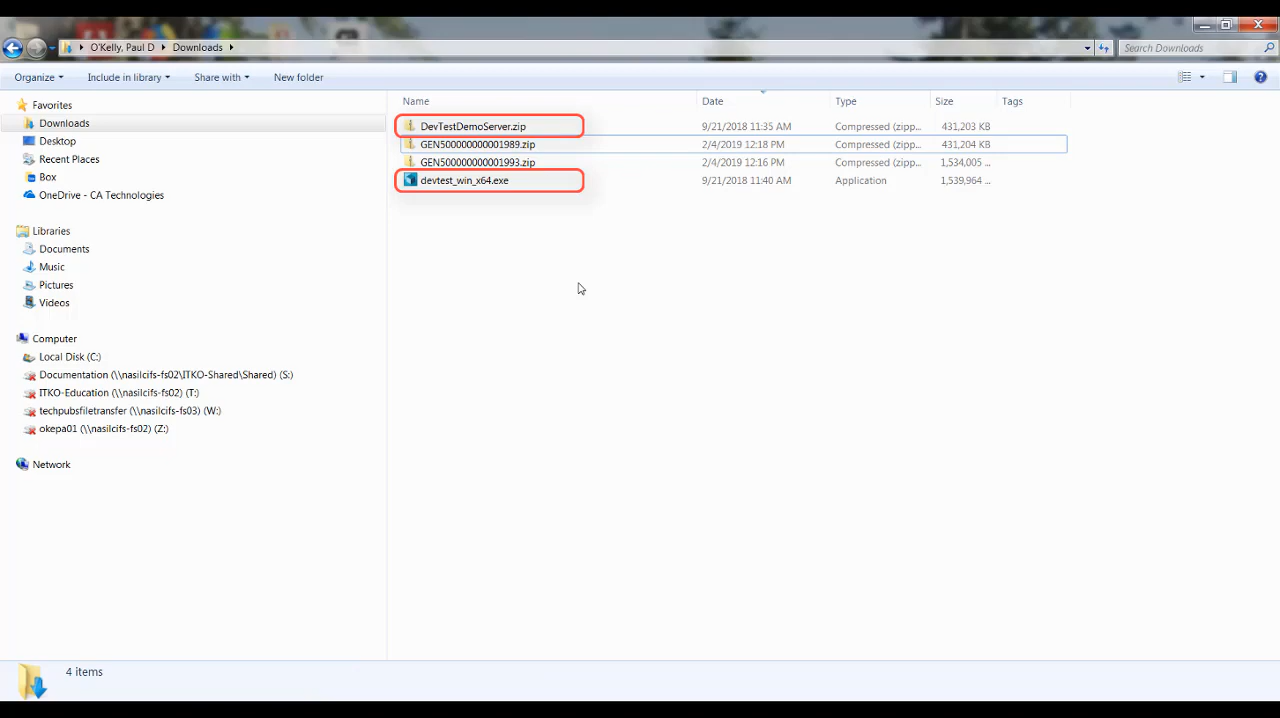 O'Kelly, Paul D Downloads
Search Downloads
Organize Include in library Share with New folder
Favorites
Downloads
Desktop
Recent Places
Box
OneDrive - CA Technologies
Libraries
Documents
Music
Pictures
Videos
Computer
Local Disk (C:)
Documentation (\\nasilcifs-fs02\ITKO-Shared\Shared) (S:)
ITKO-Education (\\nasilcifs-fs02) (T:)
techpubsfiletransfer (\\nasilcifs-fs03) (W:)
okepa01 (\\nasilcifs-fs02) (Z:)
Network
Name Date Type Size Tags
DevTestDemoServer.zip 9/21/2018 11:35 AM Compressed (zipp... 431,203 KB
GEN500000000001989.zip 2/4/2019 12:18 PM Compressed (zipp... 431,204 KB
GEN500000000001993.zip 2/4/2019 12:16 PM Compressed (zipp... 1,534,005 ...
devtest_win_x64.exe 9/21/2018 11:40 AM Application 1,539,964 ...
4 items